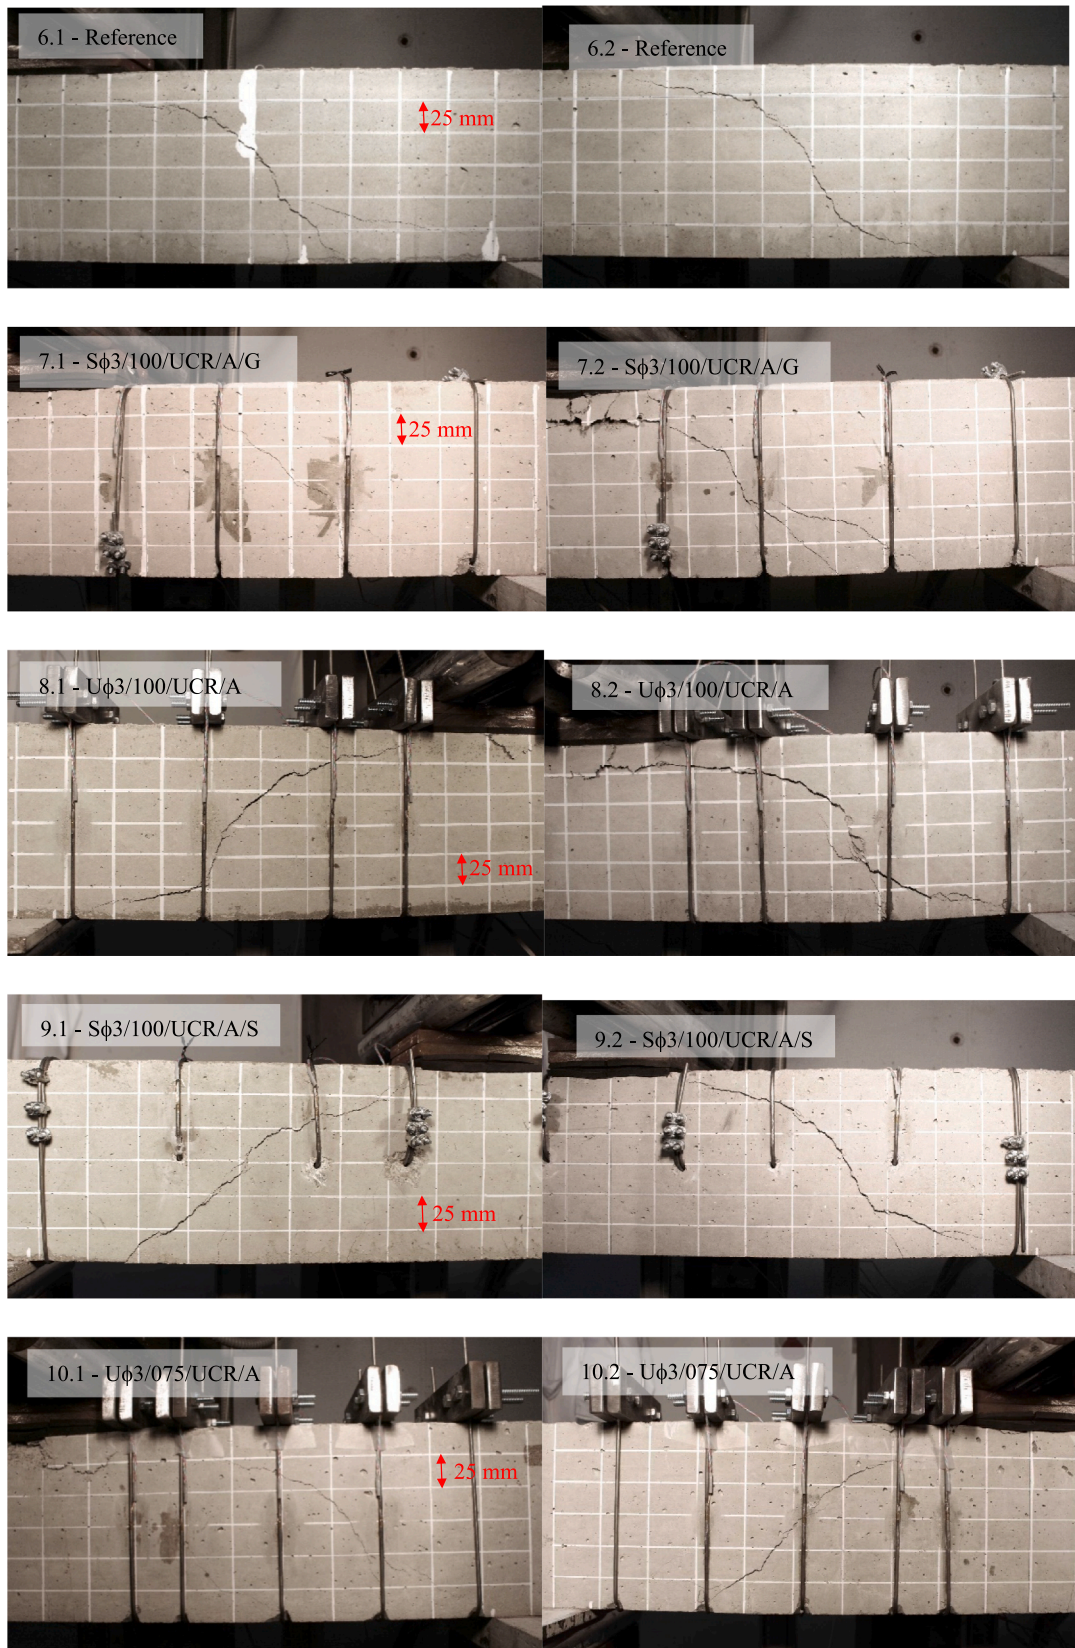 6.1 - Reference
6.2 - Reference
25 mm
7.1 - Sϕ3/100/UCR/A/G
7.2 - Sϕ3/100/UCR/A/G
25 mm
8.1 - Uϕ3/100/UCR/A
8.2 - Uϕ3/100/UCR/A
25 mm
9.1 - Sϕ3/100/UCR/A/S
9.2 - Sϕ3/100/UCR/A/S
25 mm
10.1 - Uϕ3/075/UCR/A
10.2 - Uϕ3/075/UCR/A
25 mm